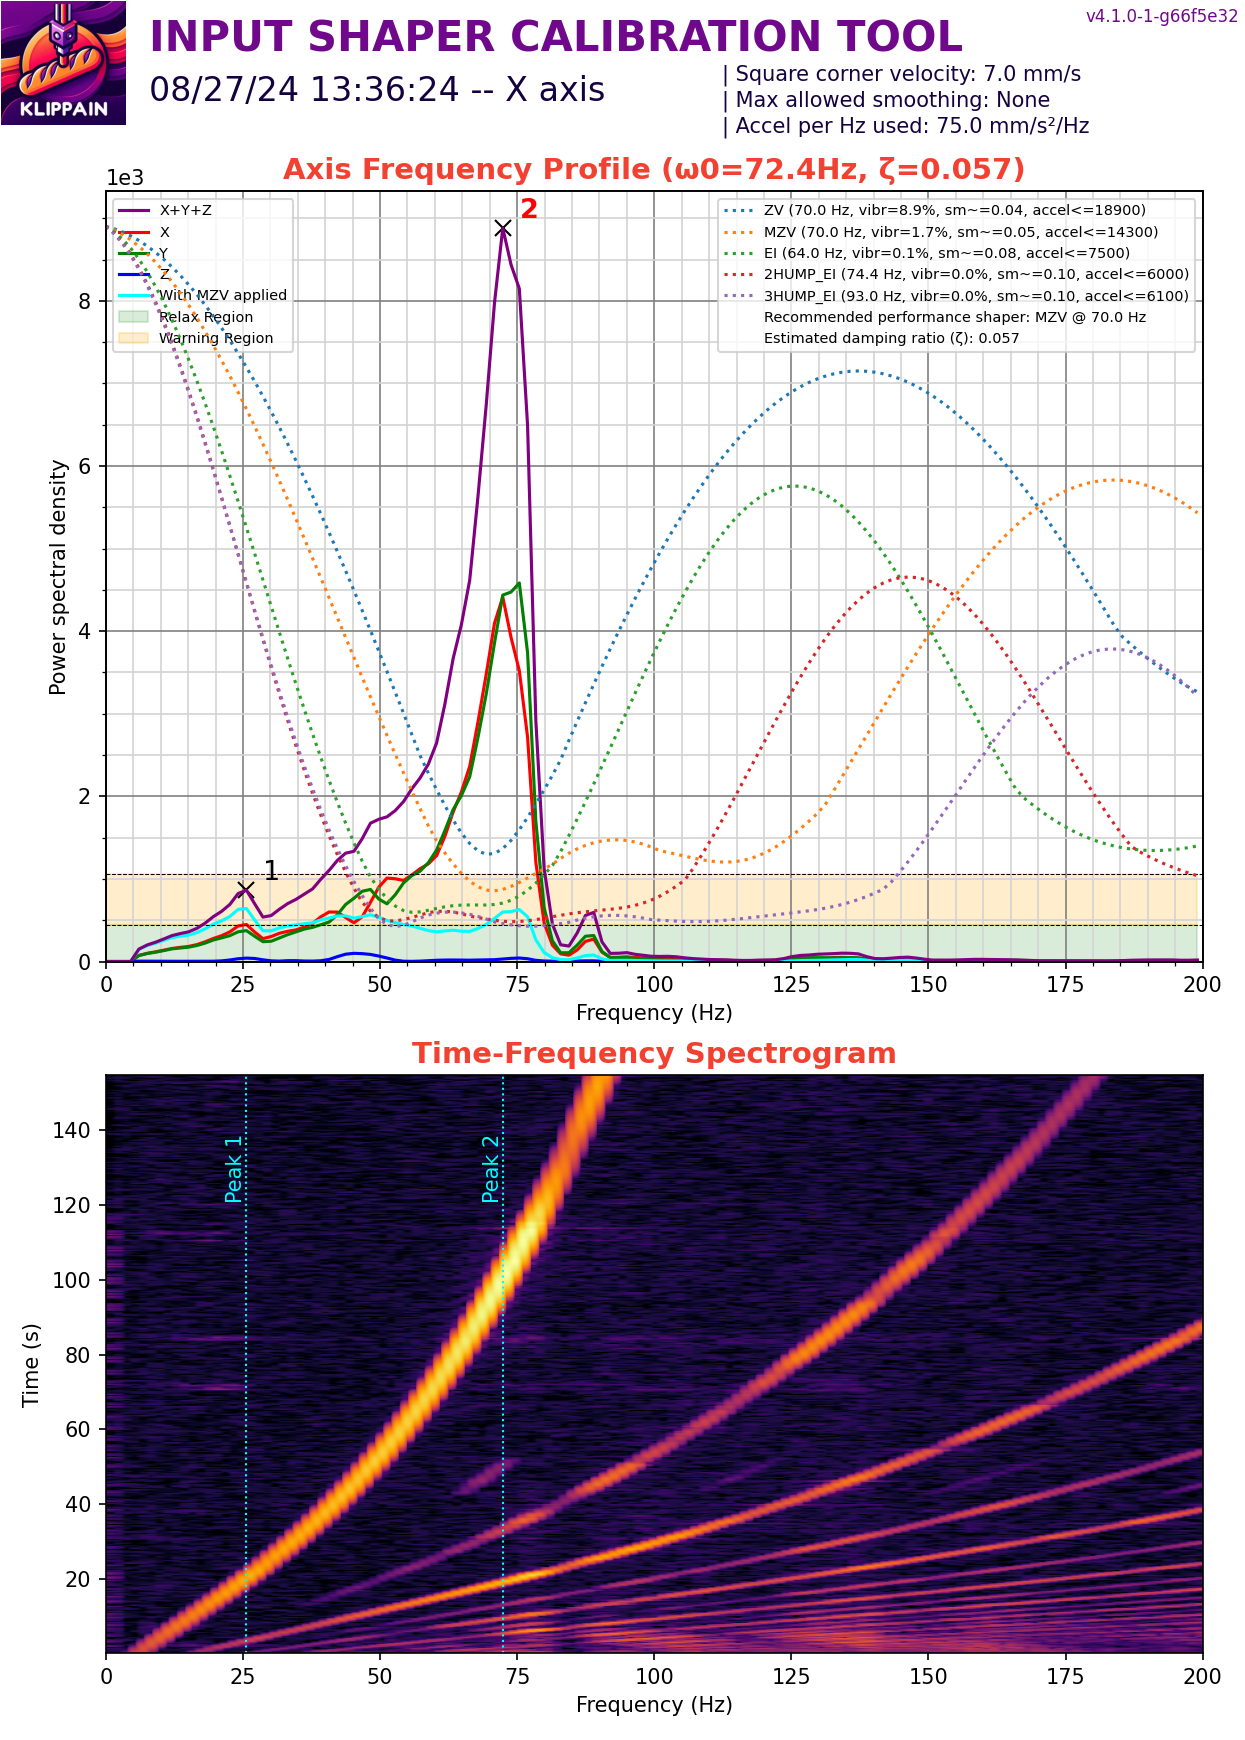 v4.1.0-1-g66f5e32
INPUT SHAPER CALIBRATION TOOL
08/27/24 13:36:24 -- X axis
| Square corner velocity: 7.0 mm/s
| Max allowed smoothing: None
| Accel per Hz used: 75.0 mm/s²/Hz
KLIPPAIN
Axis Frequency Profile (ω0=72.4Hz, ζ=0.057)
1e3
X+Y+Z
X
Y
Z
With MZV applied
Relax Region
Warning Region
ZV (70.0 Hz, vibr=8.9%, sm~=0.04, accel<=18900)
MZV (70.0 Hz, vibr=1.7%, sm~=0.05, accel<=14300)
EI (64.0 Hz, vibr=0.1%, sm~=0.08, accel<=7500)
2HUMP_EI (74.4 Hz, vibr=0.0%, sm~=0.10, accel<=6000)
3HUMP_EI (93.0 Hz, vibr=0.0%, sm~=0.10, accel<=6100)
Recommended performance shaper: MZV @ 70.0 Hz
Estimated damping ratio (ζ): 0.057
2
1
Power spectral density
8
6
4
2
0
0 25 50 75 100 125 150 175 200
Frequency (Hz)
Time-Frequency Spectrogram
Peak 1
Peak 2
Time (s)
140
120
100
80
60
40
20
0 25 50 75 100 125 150 175 200
Frequency (Hz)